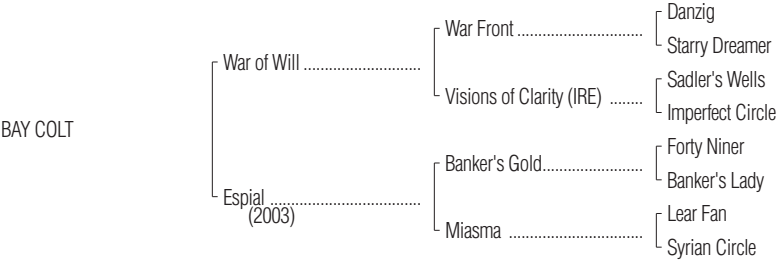 Danzig
War Front ..............................
Starry Dreamer
War of Will ............................
Sadler's Wells
Visions of Clarity (IRE) ........
Imperfect Circle
BAY COLT
Forty Niner
Banker's Gold........................
Banker's Lady
Espial ....................................
(2003)
Lear Fan
Miasma ................................
Syrian Circle